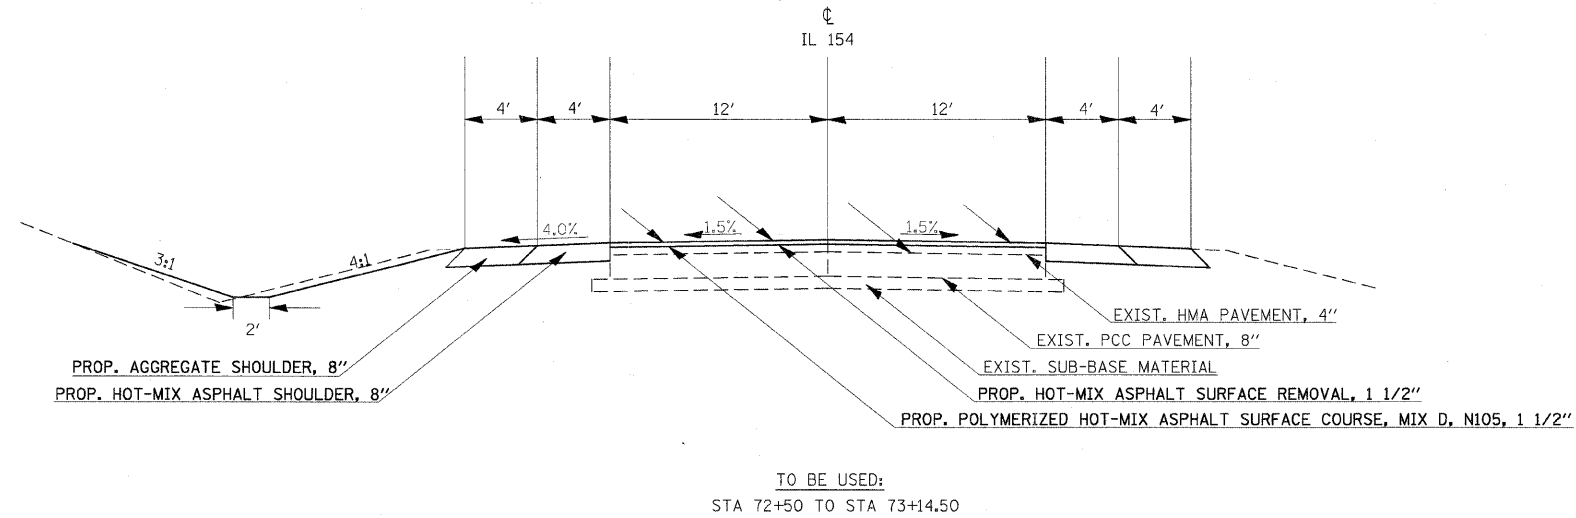 ℄
IL 154
4' 4' 12' 12' 4' 4'
4.0% 1.5% 1.5%
3:1 4:1
2'
EXIST. HMA PAVEMENT, 4"
EXIST. PCC PAVEMENT, 8"
PROP. AGGREGATE SHOULDER, 8" EXIST. SUB-BASE MATERIAL
PROP. HOT-MIX ASPHALT SHOULDER, 8" PROP. HOT-MIX ASPHALT SURFACE REMOVAL, 1 1/2"
PROP. POLYMERIZED HOT-MIX ASPHALT SURFACE COURSE, MIX D, N105, 1 1/2"
TO BE USED:
STA 72+50 TO STA 73+14.50